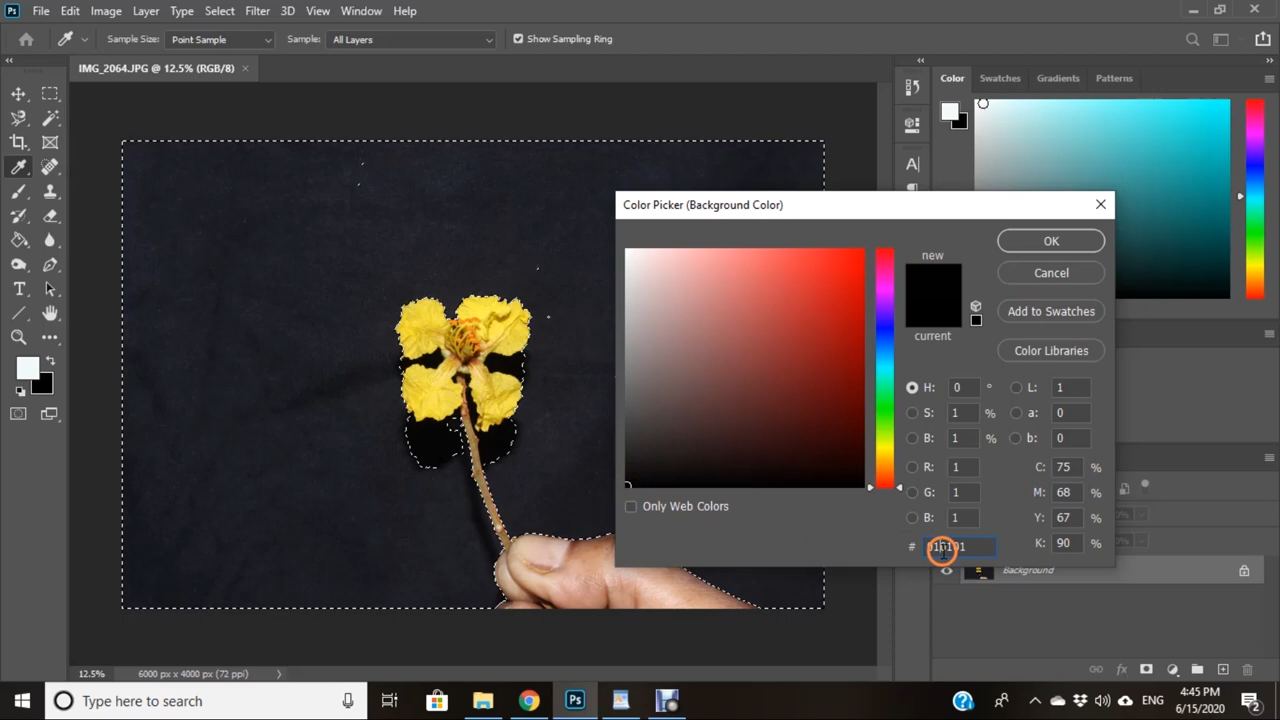 Ps File Edit Image Layer Type Select Filter 3D View Window Help
Sample Size: Point Sample Sample: All Layers Show Sampling Ring
IMG_2064.JPG @ 12.5% (RGB/8) ×
Color Swatches Gradients Patterns
Color Picker (Background Color)
new
current
OK
Cancel
Add to Swatches
Color Libraries
H: 0 ° L: 1
S: 1 % a: 0
B: 1 % b: 0
R: 1 C: 75 %
G: 1 M: 68 %
B: 1 Y: 67 %
# 010101 K: 90 %
Only Web Colors
Background
12.5% 6000 px x 4000 px (72 ppi)
Type here to search
Ps
ENG
4:45 PM
6/15/2020
2